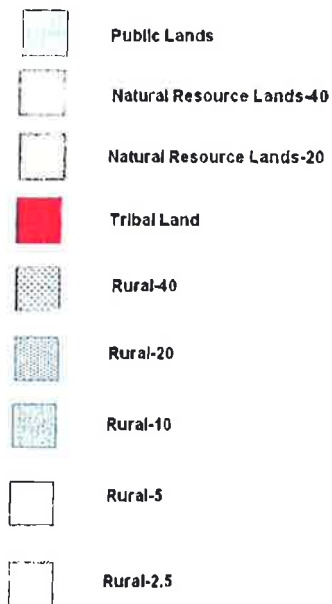 Public Lands
Natural Resource Lands-40
Natural Resource Lands-20
Tribal Land
Rural-40
Rural-20
Rural-10
Rural-5
Rural-2.5